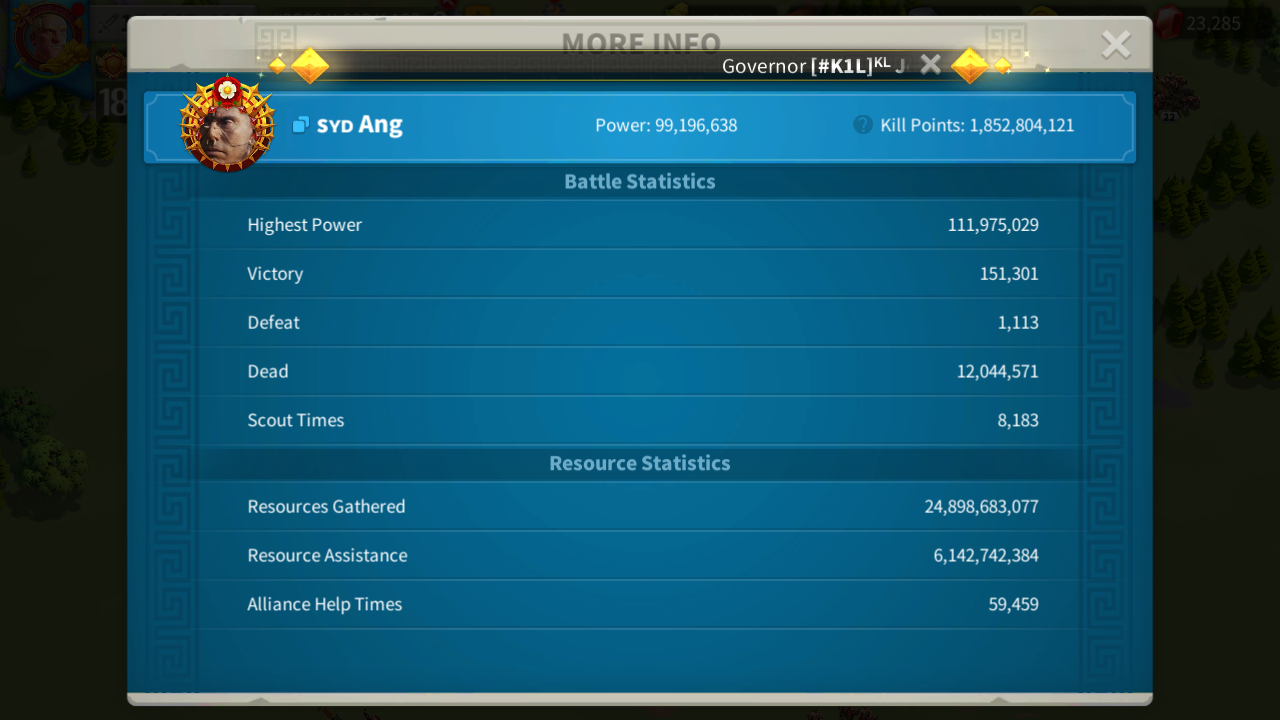 23,285
MORE INFO
Governor [#K1L]ᴷᴸ J
18
SYD Ang
Power: 99,196,638
Kill Points: 1,852,804,121
Battle Statistics
Highest Power 111,975,029
Victory 151,301
Defeat 1,113
Dead 12,044,571
Scout Times 8,183
Resource Statistics
Resources Gathered 24,898,683,077
Resource Assistance 6,142,742,384
Alliance Help Times 59,459
22